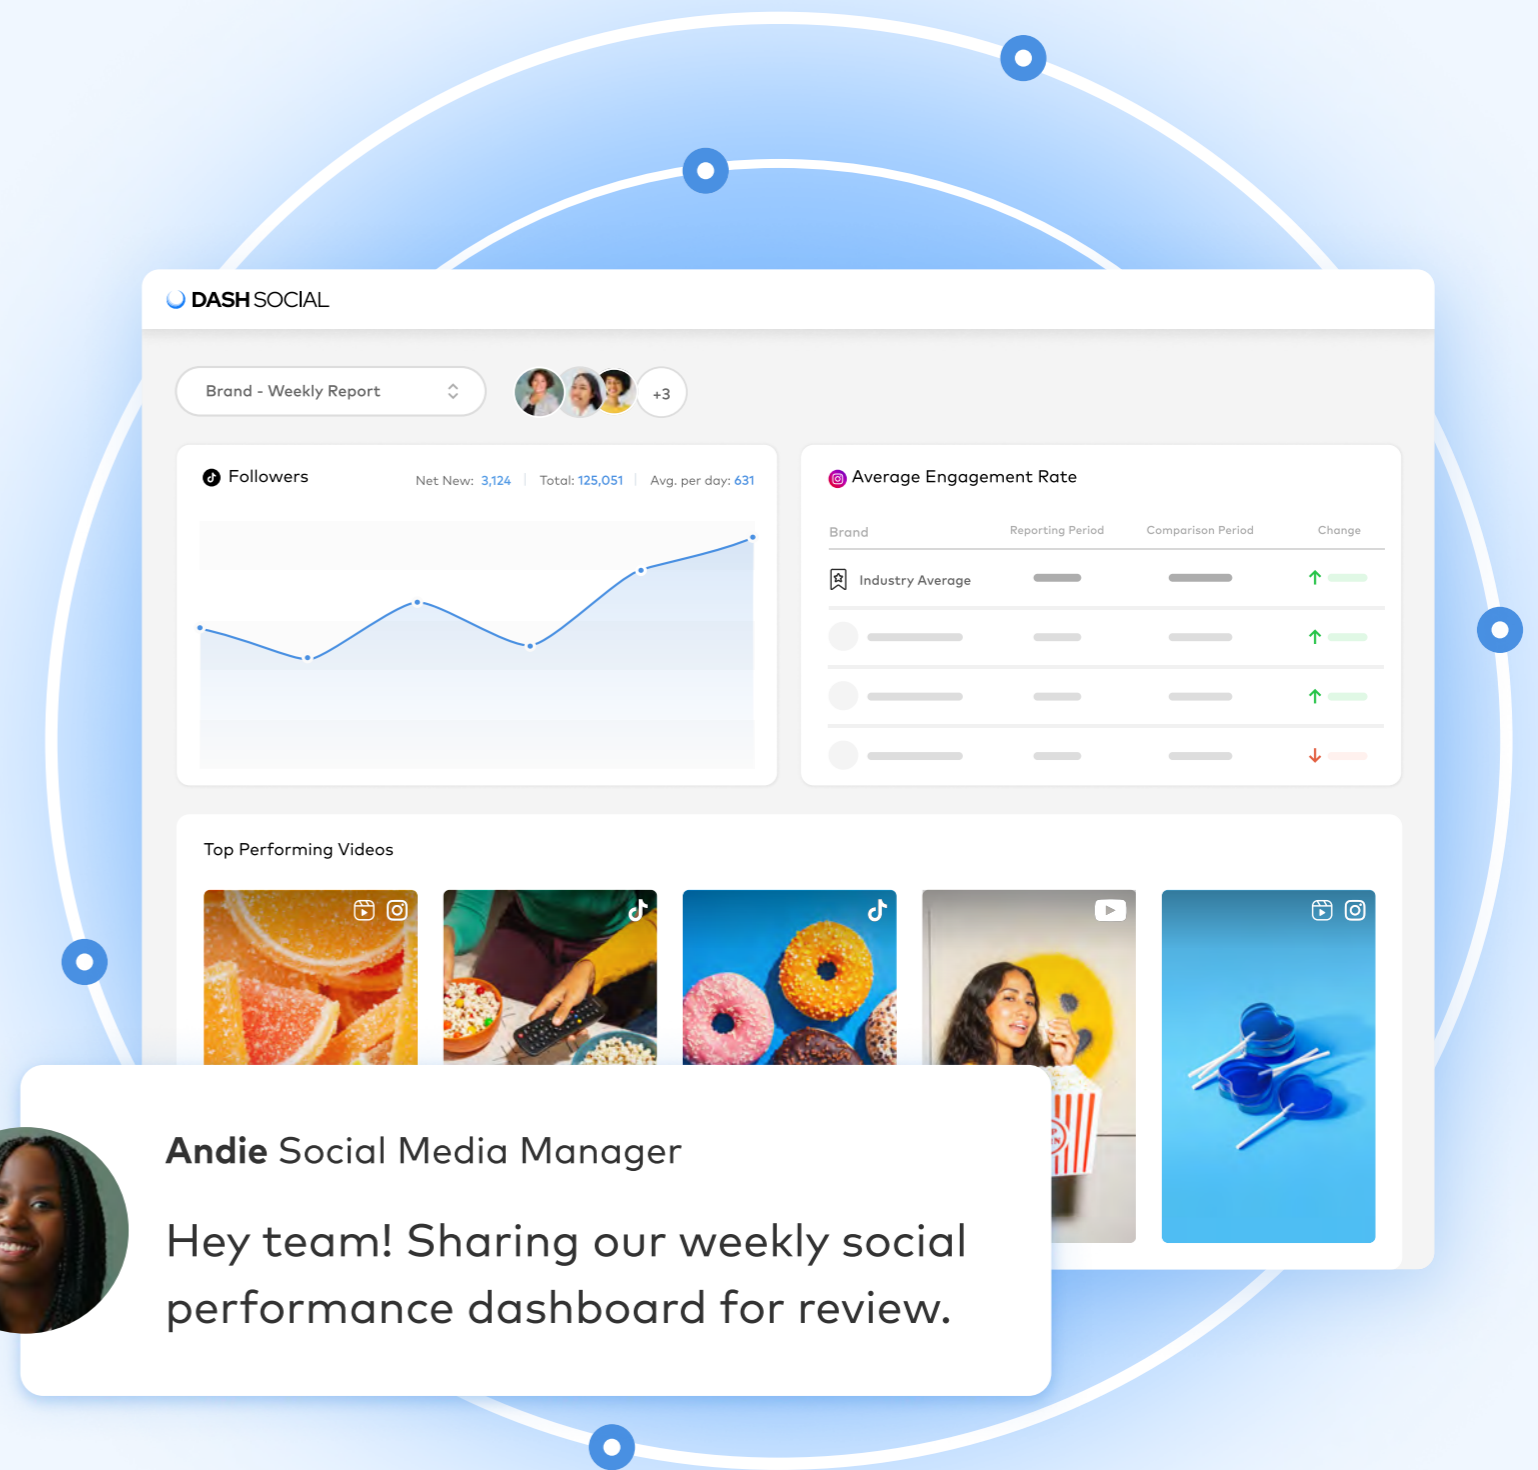 DASH SOCIAL
Brand - Weekly Report
+3
Followers
Net New: 3,124
Total: 125,051
Avg. per day: 631
Average Engagement Rate
Brand Reporting Period Comparison Period Change
Industry Average
Top Performing Videos
Andie Social Media Manager
Hey team! Sharing our weekly social
performance dashboard for review.